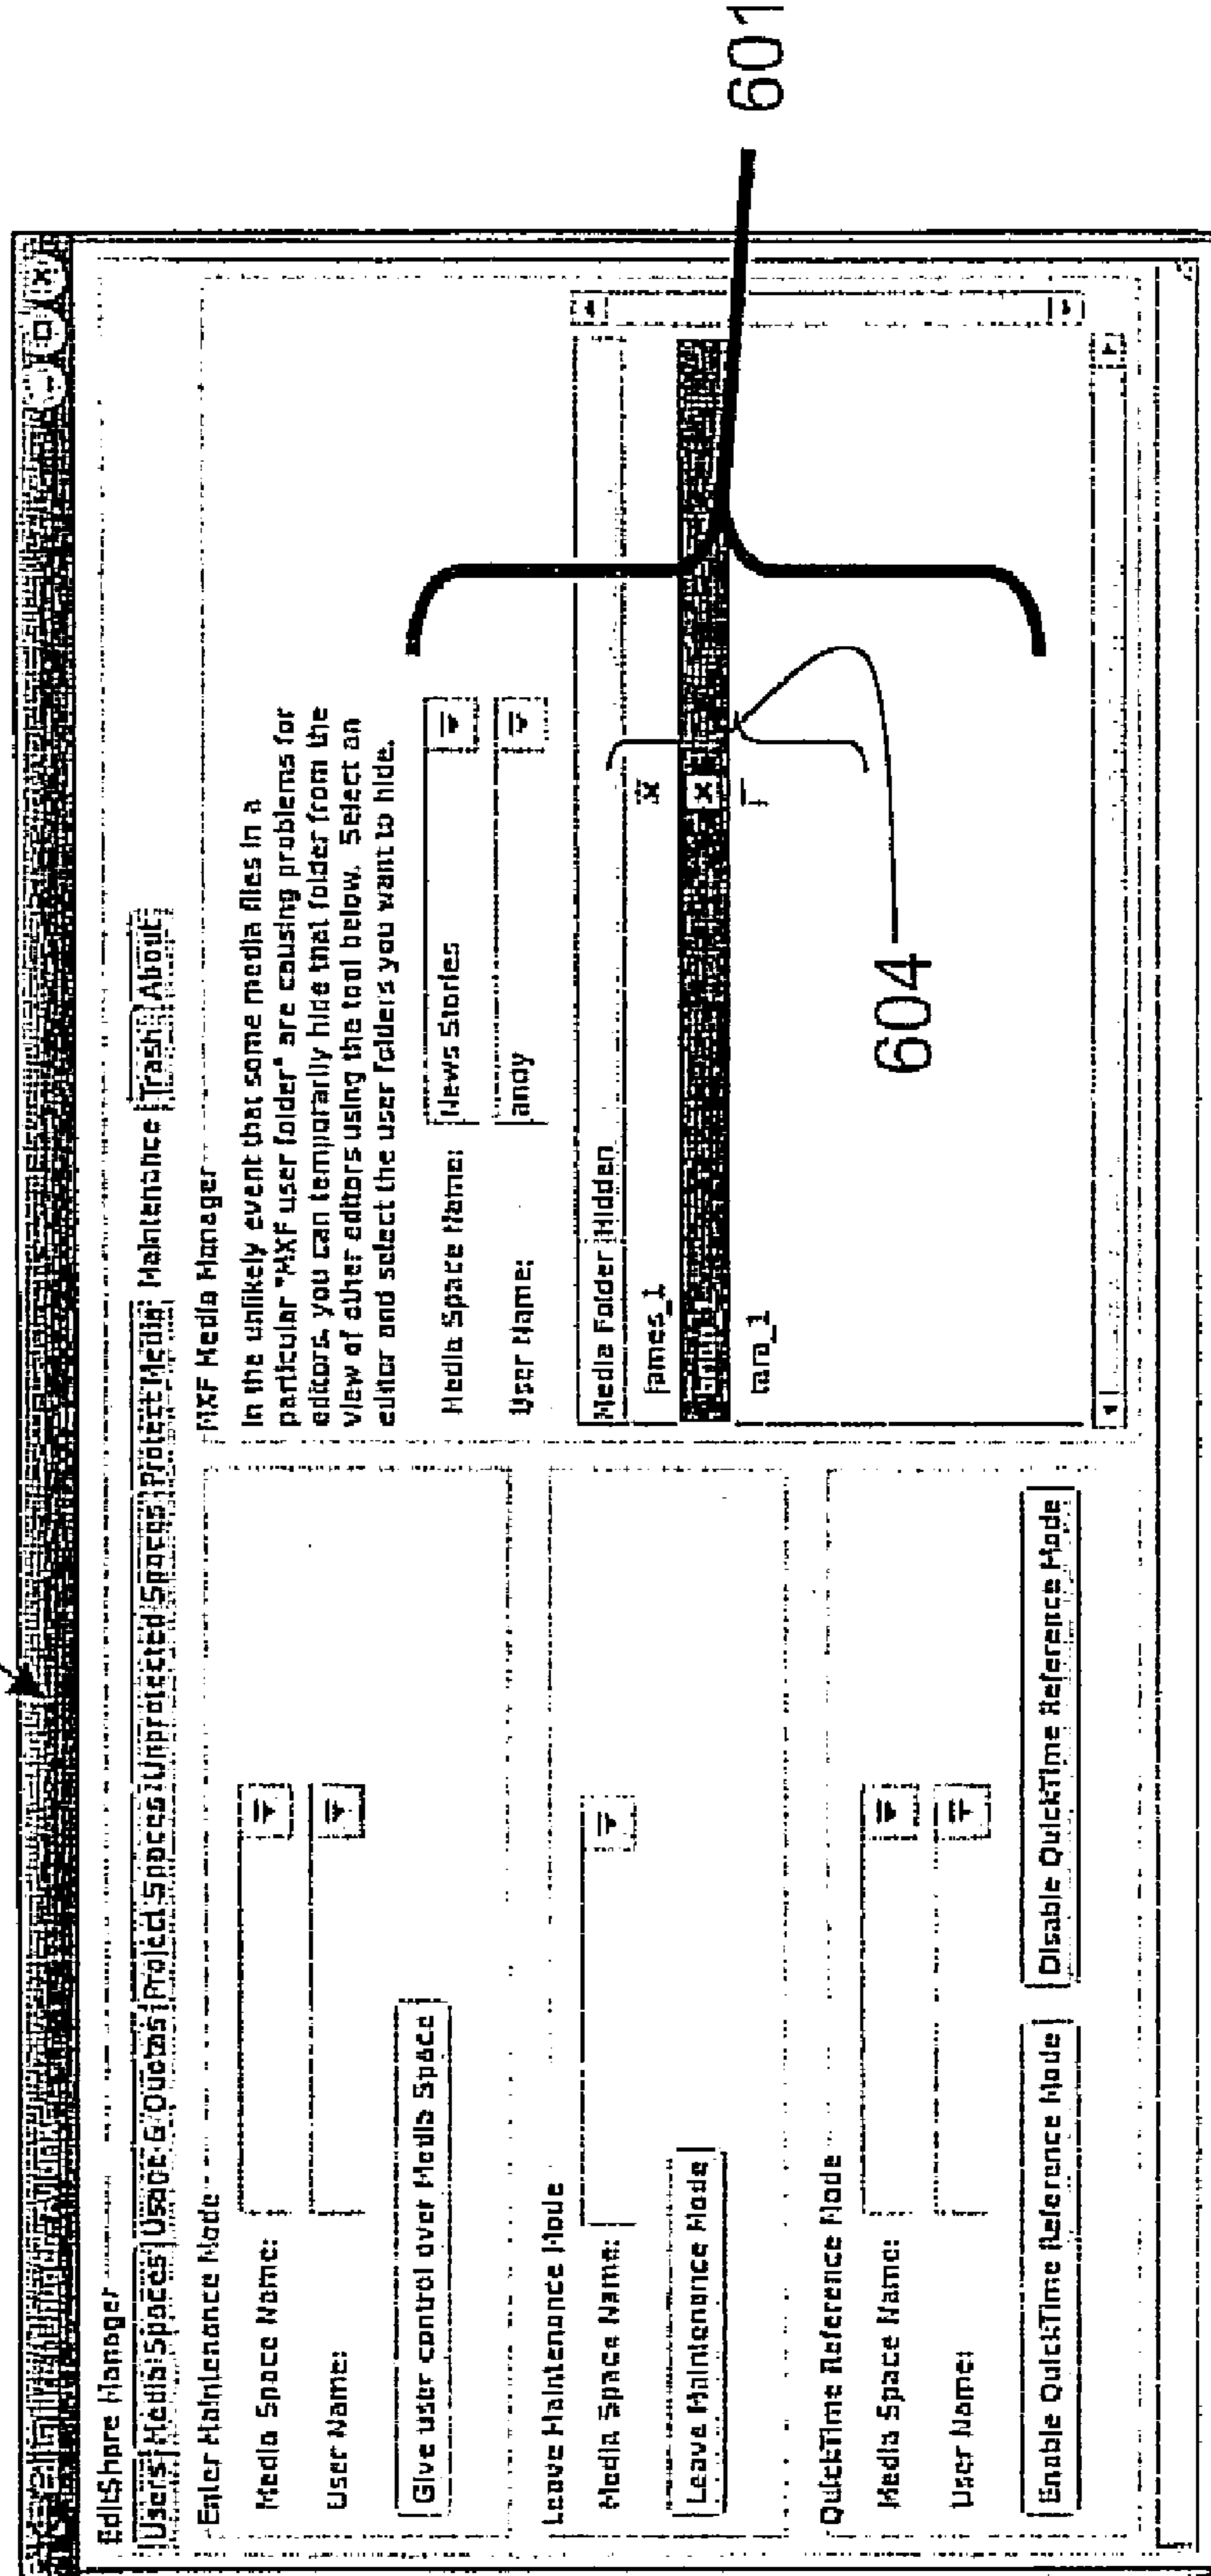 EditShare Manager
Users Media Spaces Usage & Quotas Project Spaces Unprotected Spaces Protect Media Maintenance Trash About
Enter Maintenance Mode
Media Space Name:
User Name:
Give user control over Media Space
Leave Maintenance Mode
Media Space Name:
Leave Maintenance Mode
QuickTime Reference Mode
Media Space Name:
User Name:
Enable QuickTime Reference Mode
Disable QuickTime Reference Mode
MXF Media Manager
In the unlikely event that some media files in a
particular "MXF user folder" are causing problems for
editors, you can temporarily hide that folder from the
view of other editors using the tool below. Select an
editor and select the user folders you want to hide.
Media Space Name: News Stories
User Name: andy
Media Folder Hidden
james_1
tara_1
604
601